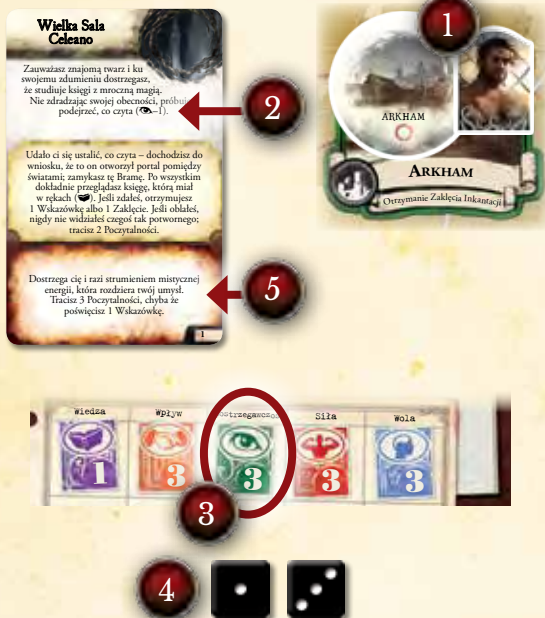 Wielka Sala
Celeano
Zauważasz znajomą twarz i ku
swojemu zdumieniu dostrzegasz,
że studiuje księgi z mroczną magią.
Nie zdradzając swojej obecności, próbuj
podejrzeć, co czyta (–1).
Udało ci się ustalić, co czyta – dochodzisz do
wniosku, że to on otworzył portal pomiędzy
światami; zamykasz tę Bramę. Po wszystkim
dokładnie przeglądasz księgę, którą miał
w rękach (). Jeśli zdałeś, otrzymujesz
1 Wskazówkę albo 1 Zaklęcie. Jeśli oblałeś,
nigdy nie widziałeś czegoś tak potwornego;
tracisz 2 Poczytalności.
Dostrzega cię i razi strumieniem mistycznej
energii, która rozdziera twój umysł.
Tracisz 3 Poczytalności, chyba że
poświęcisz 1 Wskazówkę.
1
2
5
1
ARKHAM
ARKHAM
Otrzymanie Zaklęcia Inkantacji
Wiedza Wpływ ostrzegawczoś Siła Wola
1 3 3 3 3
3
4